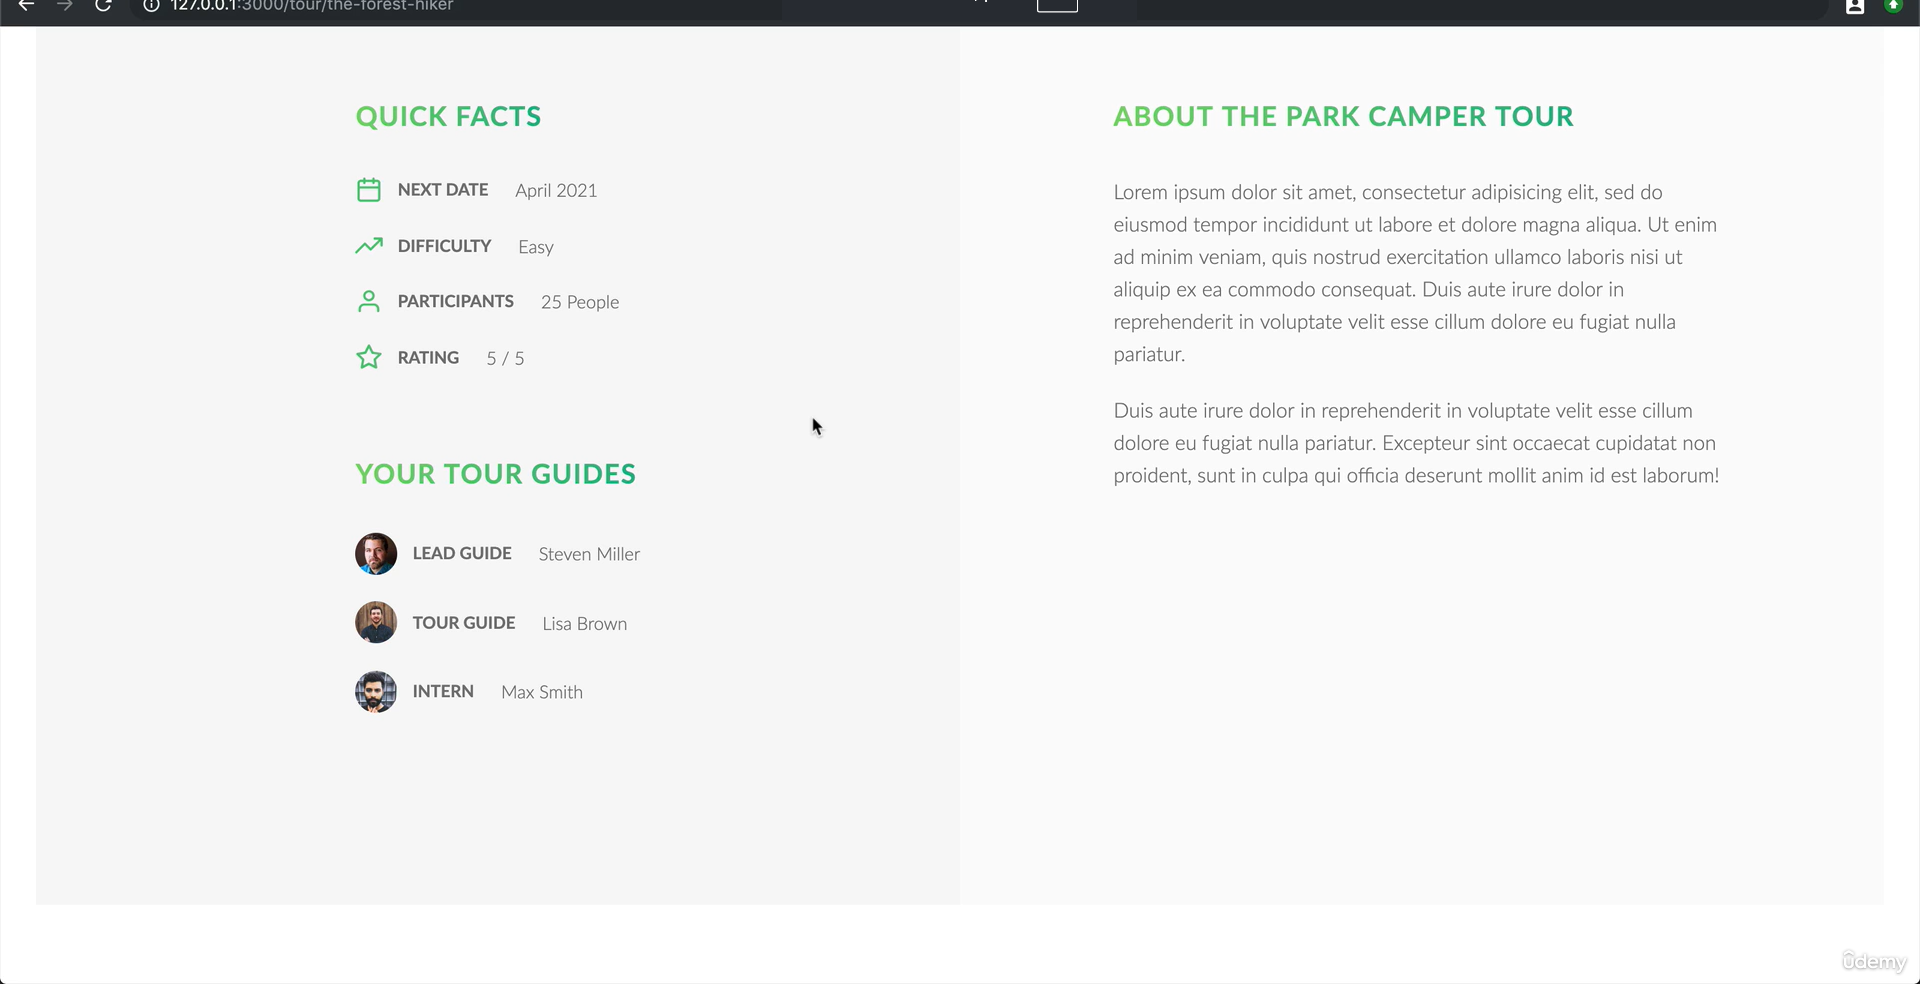 127.0.0.1:3000/tour/the-forest-hiker
QUICK FACTS
NEXT DATE April 2021
DIFFICULTY Easy
PARTICIPANTS 25 People
RATING 5 / 5
YOUR TOUR GUIDES
LEAD GUIDE Steven Miller
TOUR GUIDE Lisa Brown
INTERN Max Smith
ABOUT THE PARK CAMPER TOUR
Lorem ipsum dolor sit amet, consectetur adipisicing elit, sed do
eiusmod tempor incididunt ut labore et dolore magna aliqua. Ut enim
ad minim veniam, quis nostrud exercitation ullamco laboris nisi ut
aliquip ex ea commodo consequat. Duis aute irure dolor in
reprehenderit in voluptate velit esse cillum dolore eu fugiat nulla
pariatur.
Duis aute irure dolor in reprehenderit in voluptate velit esse cillum
dolore eu fugiat nulla pariatur. Excepteur sint occaecat cupidatat non
proident, sunt in culpa qui officia deserunt mollit anim id est laborum!
ûdemy